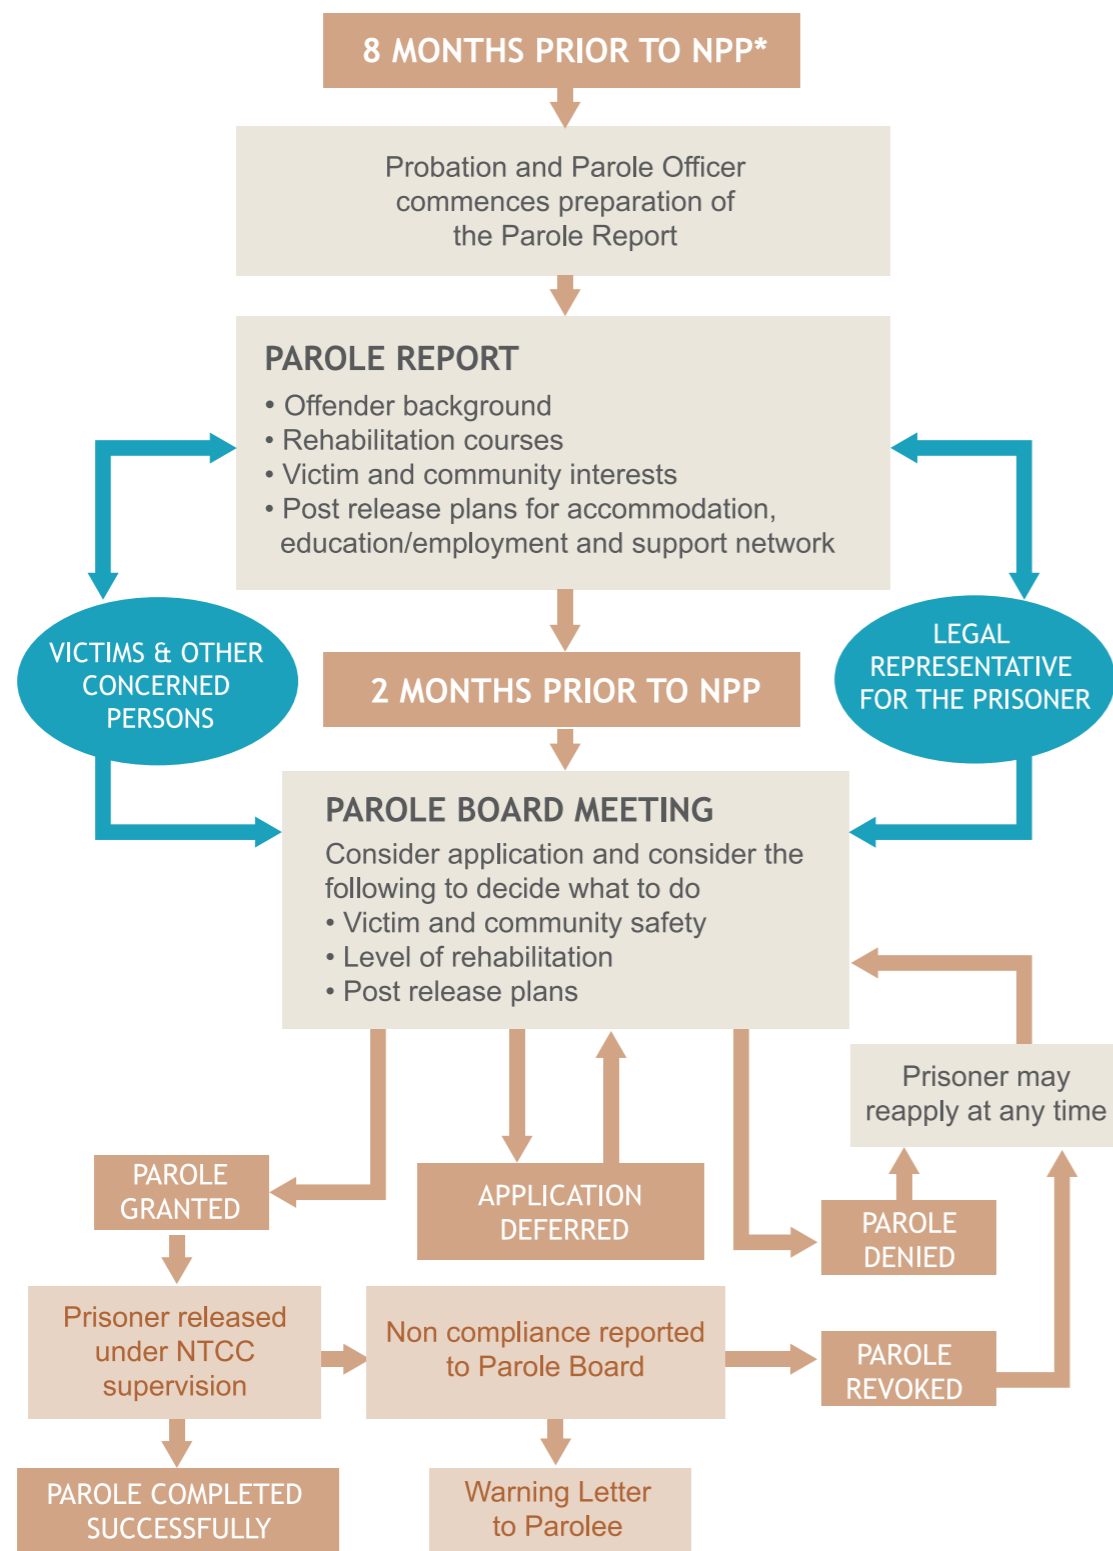 8 MONTHS PRIOR TO NPP*
Probation and Parole Officer
commences preparation of
the Parole Report
PAROLE REPORT
• Offender background
• Rehabilitation courses
• Victim and community interests
• Post release plans for accommodation,
education/employment and support network
VICTIMS & OTHER
CONCERNED
PERSONS
LEGAL
REPRESENTATIVE
FOR THE PRISONER
2 MONTHS PRIOR TO NPP
PAROLE BOARD MEETING
Consider application and consider the
following to decide what to do
• Victim and community safety
• Level of rehabilitation
• Post release plans
Prisoner may
reapply at any time
PAROLE
GRANTED
APPLICATION
DEFERRED
PAROLE
DENIED
Prisoner released
under NTCC
supervision
Non compliance reported
to Parole Board
PAROLE
REVOKED
PAROLE COMPLETED
SUCCESSFULLY
Warning Letter
to Parolee